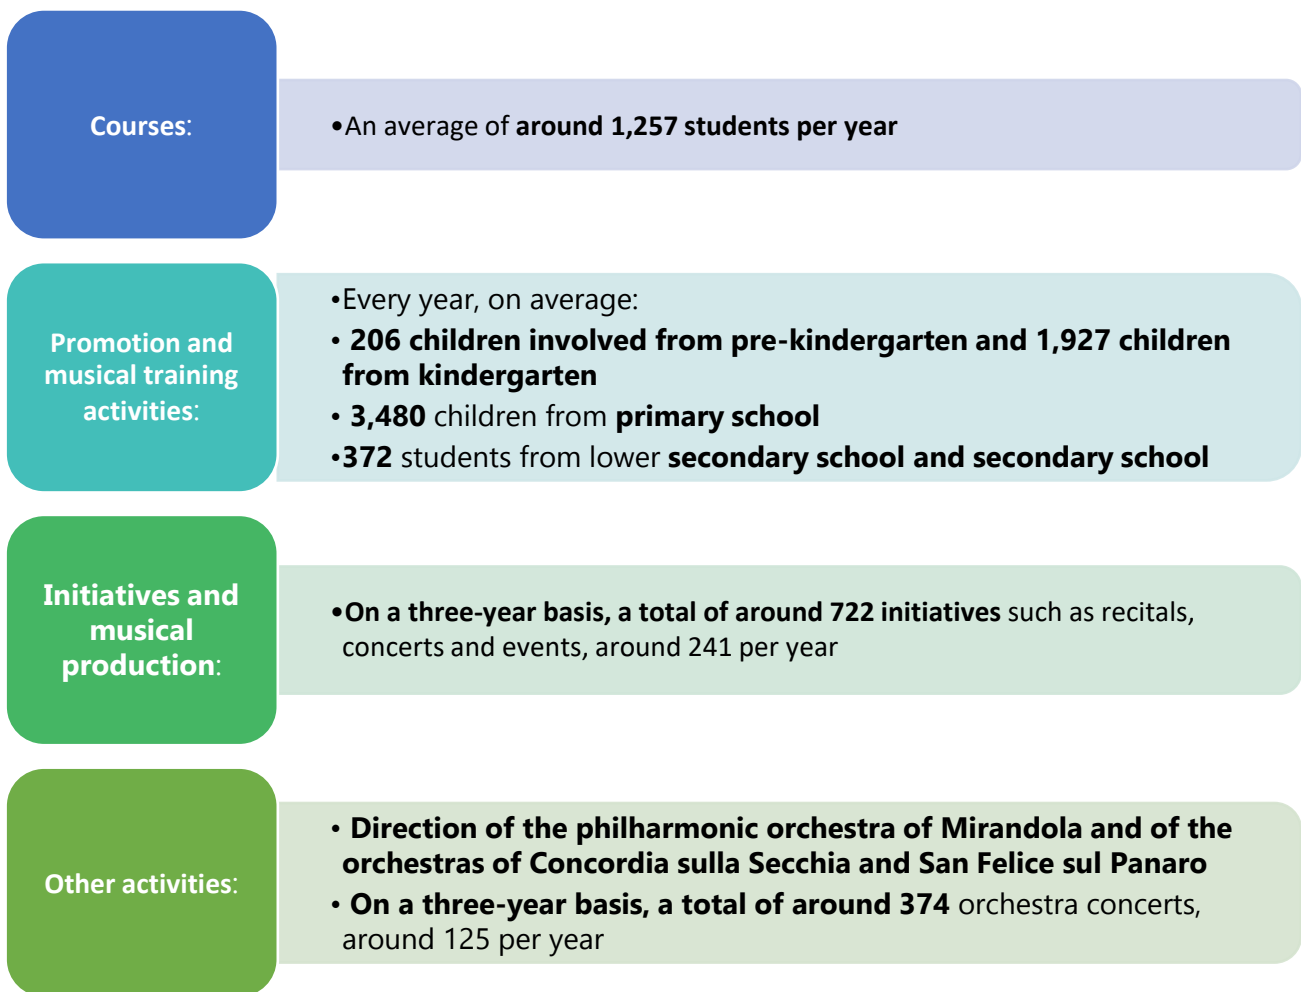 Courses:
•An average of around 1,257 students per year
Promotion and
musical training
activities:
•Every year, on average:
• 206 children involved from pre-kindergarten and 1,927 children
from kindergarten
• 3,480 children from primary school
•372 students from lower secondary school and secondary school
Initiatives and
musical
production:
•On a three-year basis, a total of around 722 initiatives such as recitals,
concerts and events, around 241 per year
Other activities:
• Direction of the philharmonic orchestra of Mirandola and of the
orchestras of Concordia sulla Secchia and San Felice sul Panaro
• On a three-year basis, a total of around 374 orchestra concerts,
around 125 per year